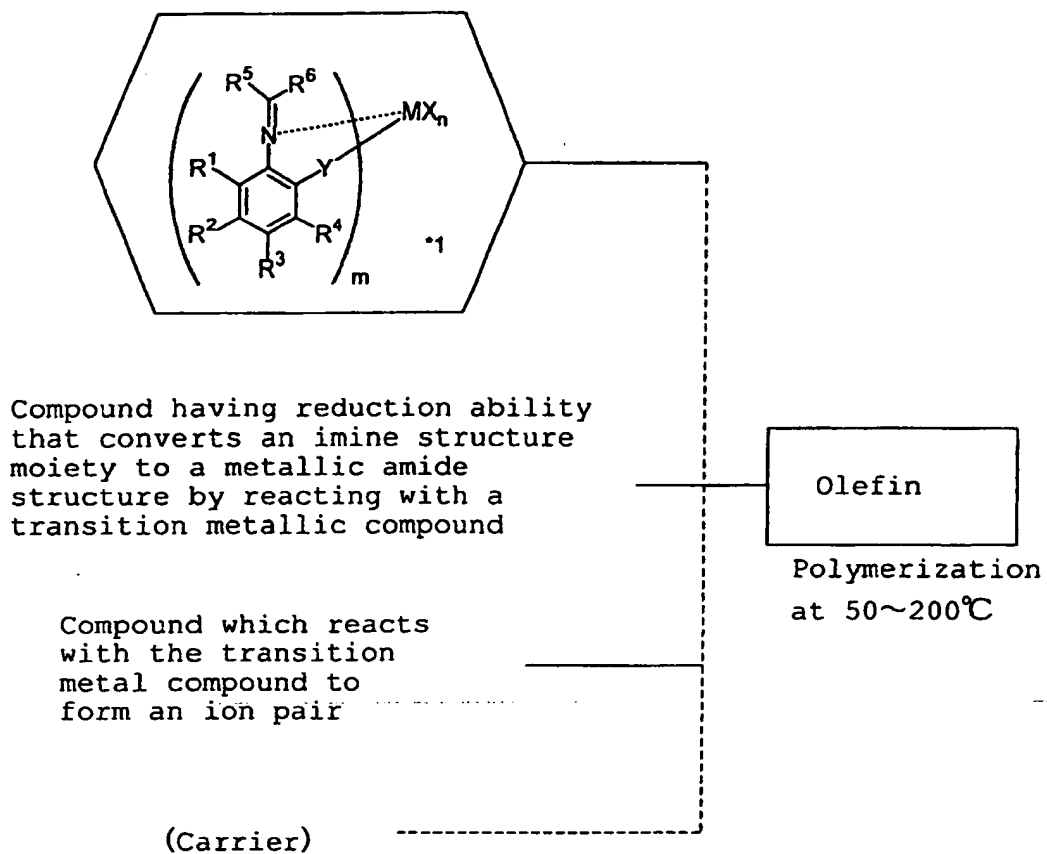 R⁵ R⁶
N
MXₙ
R¹
Y
R² R⁴
R³
m
*1
Compound having reduction ability
that converts an imine structure
moiety to a metallic amide
structure by reacting with a
transition metallic compound
Olefin
Polymerization
at 50~200℃
Compound which reacts
with the transition
metal compound to
form an ion pair
(Carrier)